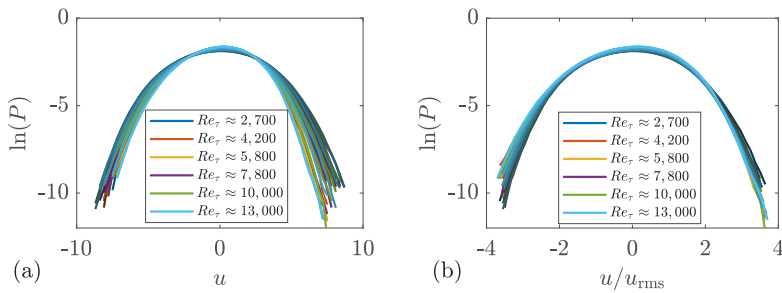 0
-5
-10
ln(P)
Re_τ ≈ 2,700
Re_τ ≈ 4,200
Re_τ ≈ 5,800
Re_τ ≈ 7,800
Re_τ ≈ 10,000
Re_τ ≈ 13,000
-10
0
10
u
(a)
0
-5
-10
ln(P)
Re_τ ≈ 2,700
Re_τ ≈ 4,200
Re_τ ≈ 5,800
Re_τ ≈ 7,800
Re_τ ≈ 10,000
Re_τ ≈ 13,000
-4
-2
0
2
4
u/u_rms
(b)